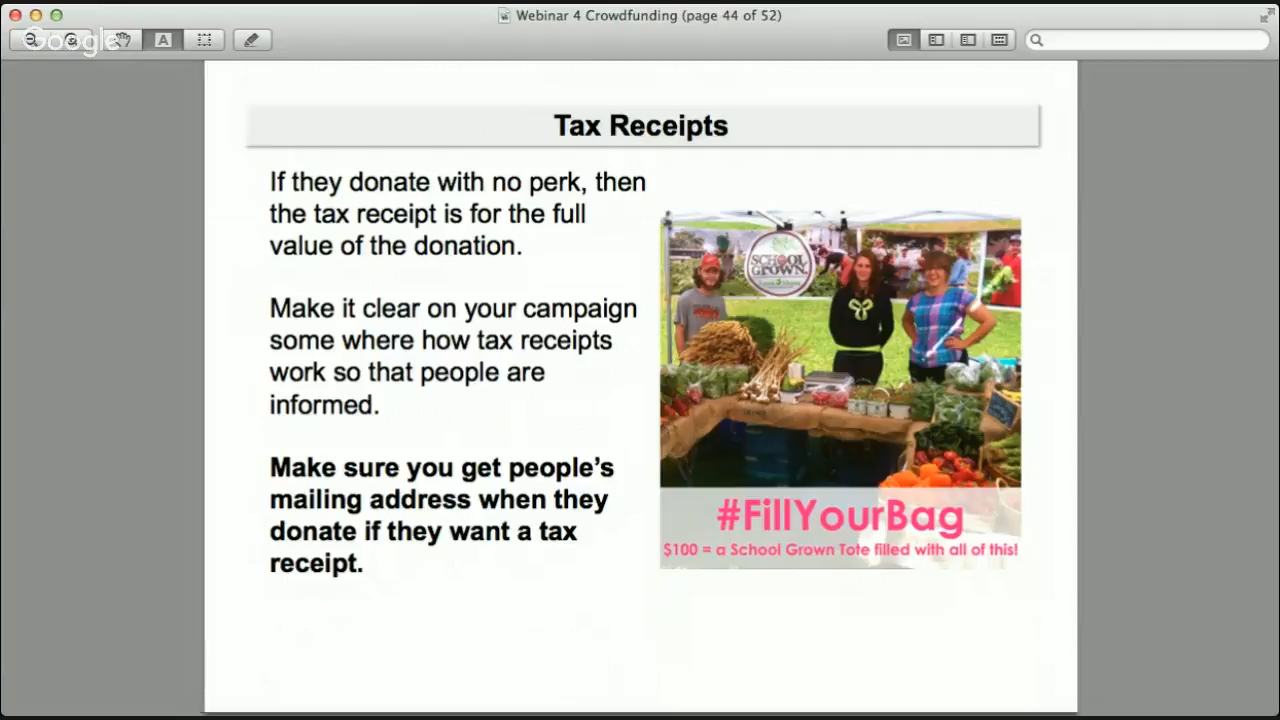 Webinar 4 Crowdfunding (page 44 of 52)
Google
A
Tax Receipts
If they donate with no perk, then
the tax receipt is for the full
value of the donation.
Make it clear on your campaign
some where how tax receipts
work so that people are
informed.
Make sure you get people’s
mailing address when they
donate if they want a tax
receipt.
SCHOOL
GROWN
#FillYourBag
$100 = a School Grown Tote filled with all of this!